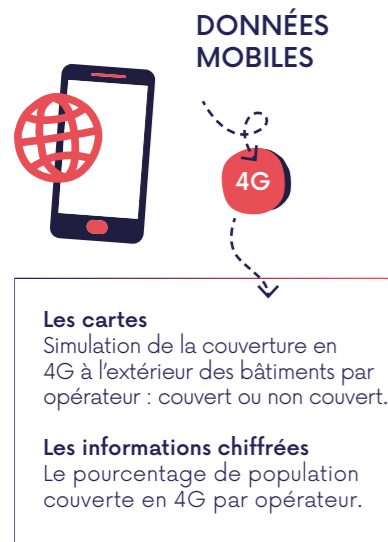 DONNÉES
MOBILES
4G
Les cartes
Simulation de la couverture en
4G à l'extérieur des bâtiments par
opérateur : couvert ou non couvert.
Les informations chiffrées
Le pourcentage de population
couverte en 4G par opérateur.